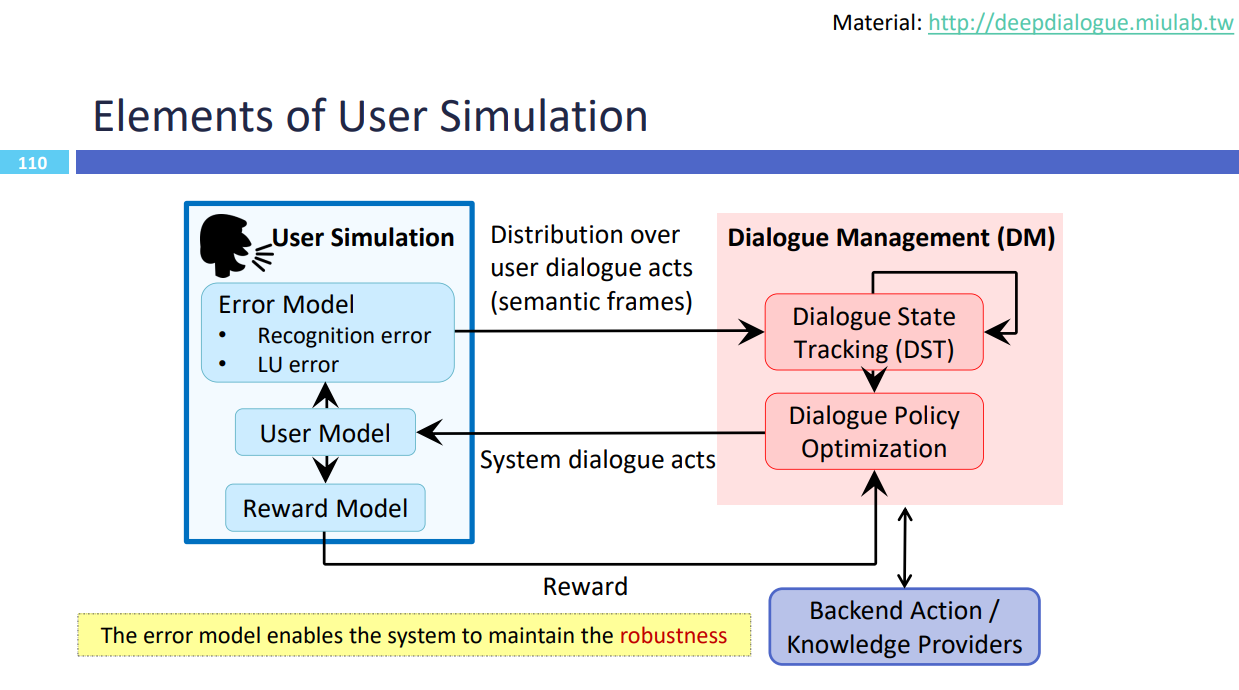 Material: http://deepdialogue.miulab.tw
Elements of User Simulation
110
User Simulation
Error Model
• Recognition error
• LU error
User Model
Reward Model
Distribution over
user dialogue acts
(semantic frames)
System dialogue acts
Reward
Dialogue Management (DM)
Dialogue State
Tracking (DST)
Dialogue Policy
Optimization
Backend Action /
Knowledge Providers
The error model enables the system to maintain the robustness